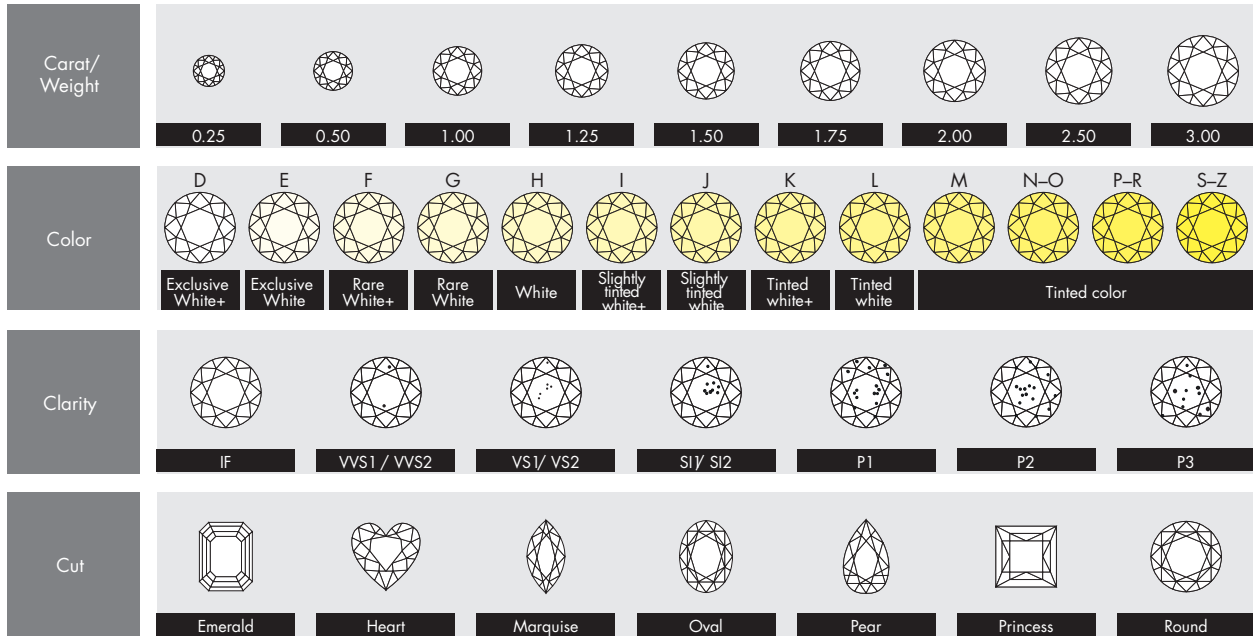 Carat/
Weight
0.25 0.50 1.00 1.25 1.50 1.75 2.00 2.50 3.00
Color
D E F G H I J K L M N–O P–R S–Z
Exclusive
White+
Exclusive
White
Rare
White+
Rare
White
White
Slightly
tinted
white+
Slightly
tinted
white
Tinted
white+
Tinted
white
Tinted color
Clarity
IF VVS1 / VVS2 VS1/ VS2 SI1/ SI2 P1 P2 P3
Cut
Emerald Heart Marquise Oval Pear Princess Round